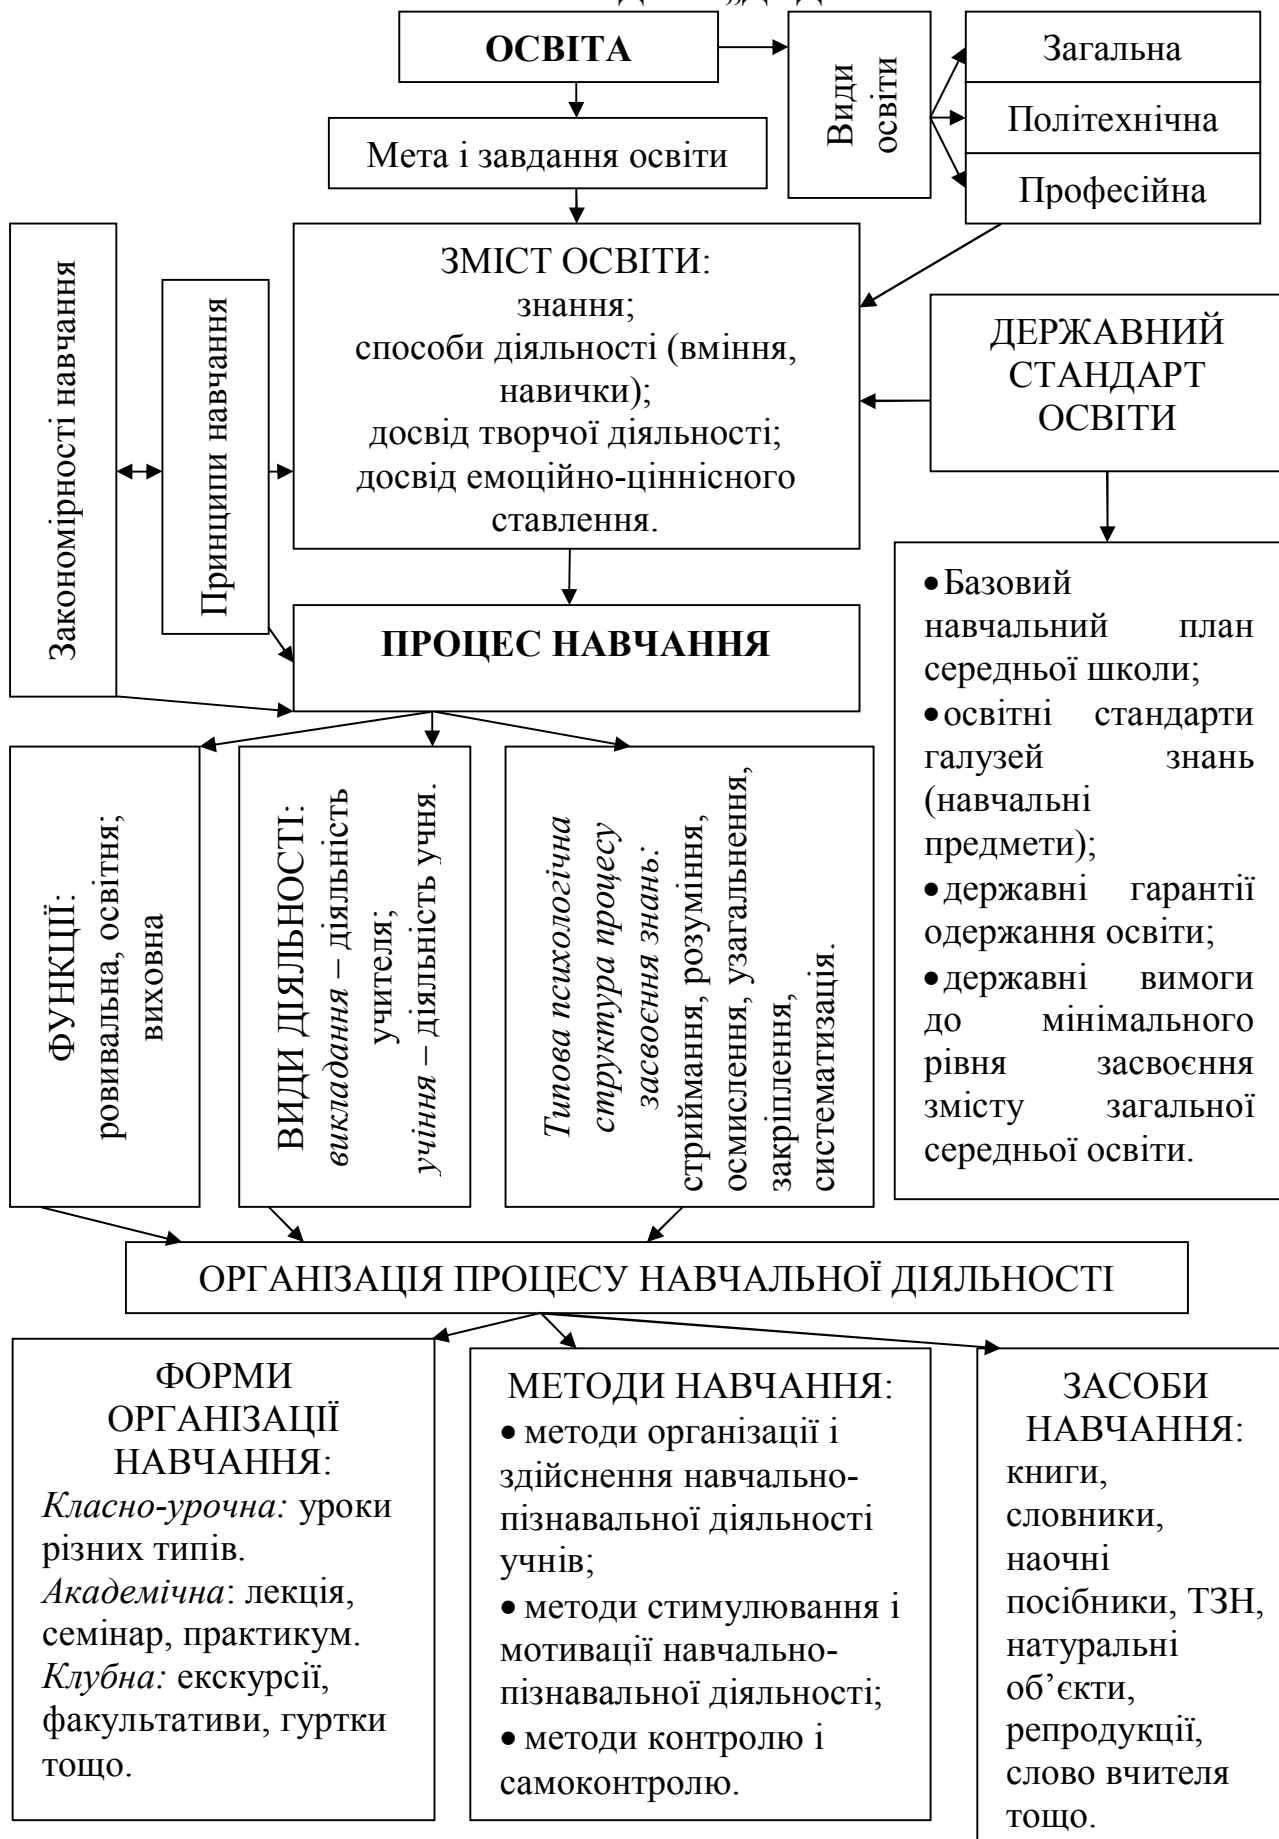 ОСВІТА
Види
освіти
Загальна
Політехнічна
Професійна
Мета і завдання освіти
Закономірності навчання
Принципи навчання
ЗМІСТ ОСВІТИ:
знання;
способи діяльності (вміння,
навички);
досвід творчої діяльності;
досвід емоційно-ціннісного
ставлення.
ДЕРЖАВНИЙ
СТАНДАРТ
ОСВІТИ
ПРОЦЕС НАВЧАННЯ
•Базовий
навчальний план
середньої школи;
•освітні стандарти
галузей знань
(навчальні
предмети);
•державні гарантії
одержання освіти;
•державні вимоги
до мінімального
рівня засвоєння
змісту загальної
середньої освіти.
ФУНКЦІЇ:
ровивальна, освітня;
виховна
ВИДИ ДІЯЛЬНОСТІ:
викладання – діяльність
учителя;
учіння – діяльність учня.
Типова психологічна
структура процесу
засвоєння знань:
стриймання, розуміння,
осмислення, узагальнення,
закріплення,
систематизація.
ОРГАНІЗАЦІЯ ПРОЦЕСУ НАВЧАЛЬНОЇ ДІЯЛЬНОСТІ
ФОРМИ
ОРГАНІЗАЦІЇ
НАВЧАННЯ:
Класно-урочна: уроки
різних типів.
Академічна: лекція,
семінар, практикум.
Клубна: екскурсії,
факультативи, гуртки
тощо.
МЕТОДИ НАВЧАННЯ:
• методи організації і
здійснення навчально-
пізнавальної діяльності
учнів;
• методи стимулювання і
мотивації навчально-
пізнавальної діяльності;
• методи контролю і
самоконтролю.
ЗАСОБИ
НАВЧАННЯ:
книги,
словники,
наочні
посібники, ТЗН,
натуральні
об’єкти,
репродукції,
слово вчителя
тощо.